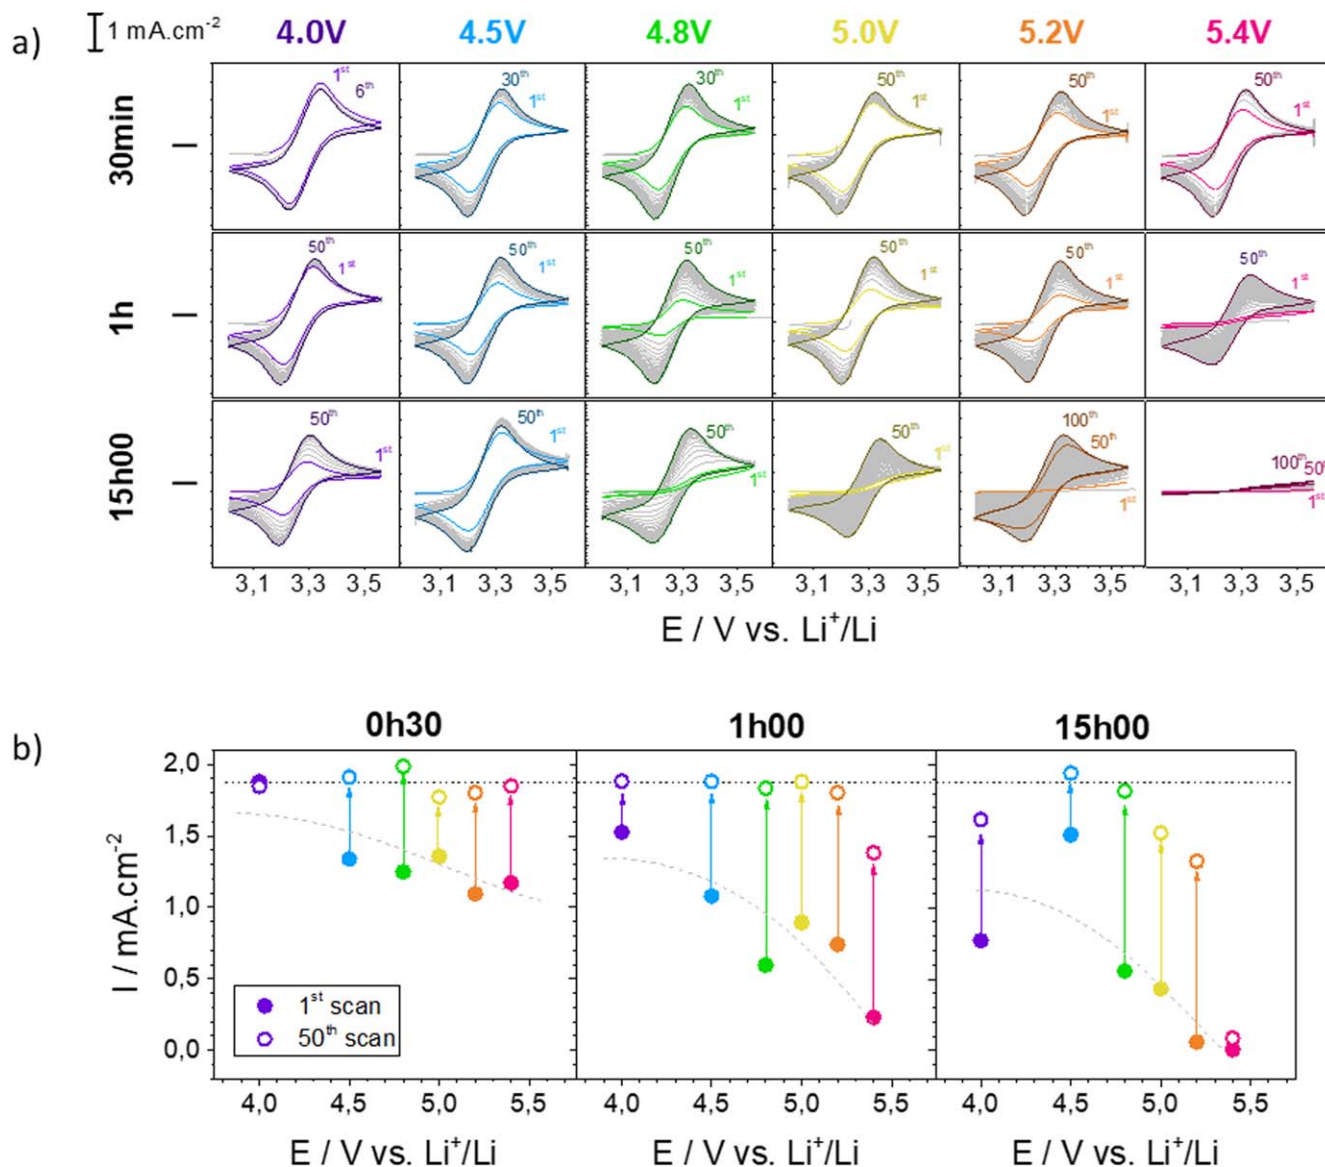 a)
1 mA.cm⁻²
4.0V 4.5V 4.8V 5.0V 5.2V 5.4V
30min
1st 6th
30th 1st
30th 1st
50th 1st
50th 1st
50th 1st
1h
50th 1st
50th 1st
50th 1st
50th 1st
50th 1st
50th 1st
15h00
50th 1st
50th 1st
50th 1st
50th 1st
100th 50th 1st
100th 50th 1st
3,1 3,3 3,5 3,1 3,3 3,5 3,1 3,3 3,5 3,1 3,3 3,5 3,1 3,3 3,5 3,1 3,3 3,5
E / V vs. Li⁺/Li
b)
0h30 1h00 15h00
I / mA.cm⁻²
2,0
1,5
1,0
0,5
0,0
1st scan
50th scan
4,0 4,5 5,0 5,5 4,0 4,5 5,0 5,5 4,0 4,5 5,0 5,5
E / V vs. Li⁺/Li E / V vs. Li⁺/Li E / V vs. Li⁺/Li